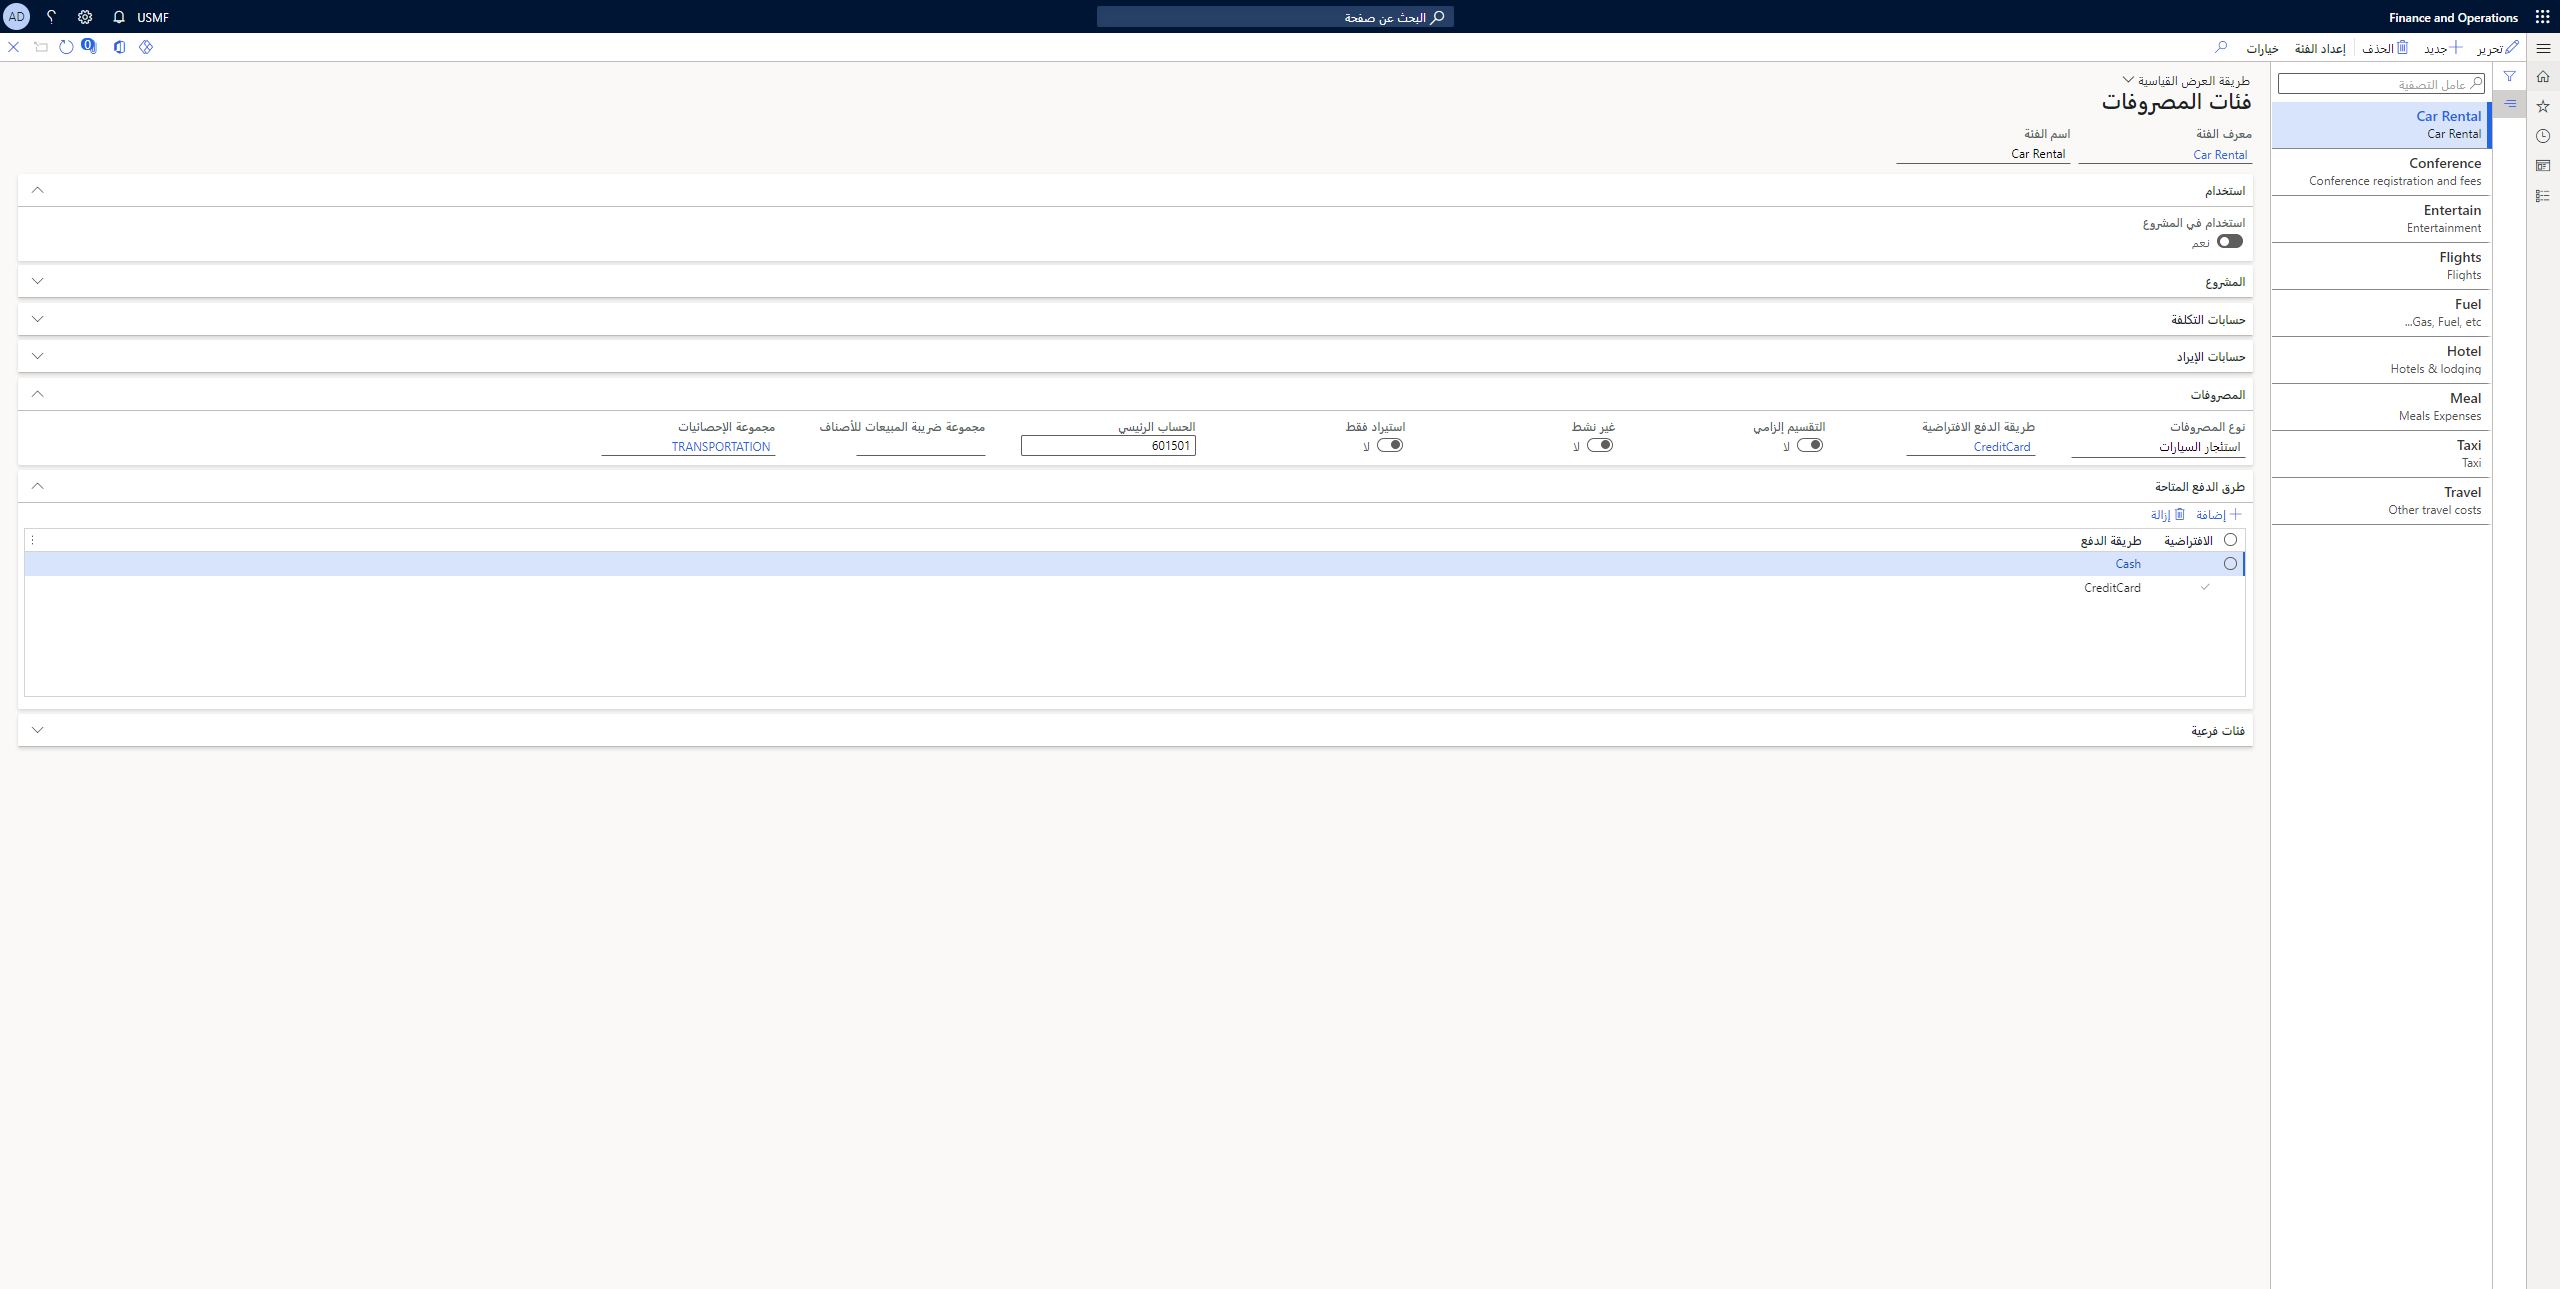 Finance and Operations
البحث عن صفحة
USMF
؟
AD
تحرير
جديد
الحذف
إعداد الفئة
خيارات
0
عامل التصفية
Car Rental
Car Rental
Conference
Conference registration and fees
Entertain
Entertainment
Flights
Flights
Fuel
Gas, Fuel, etc...
Hotel
Hotels & lodging
Meal
Meals Expenses
Taxi
Taxi
Travel
Other travel costs
طريقة العرض القياسية
فئات المصروفات
معرف الفئة
اسم الفئة
Car Rental
Car Rental
استخدام
استخدام في المشروع
نعم
المشروع
حسابات التكلفة
حسابات الإيراد
المصروفات
نوع المصروفات
استئجار السيارات
طريقة الدفع الافتراضية
CreditCard
التقسيم إلزامي
لا
غير نشط
لا
استيراد فقط
لا
الحساب الرئيسي
601501
مجموعة ضريبة المبيعات للأصناف
مجموعة الإحصائيات
TRANSPORTATION
طرق الدفع المتاحة
إضافة
إزالة
الافتراضية
طريقة الدفع
Cash
CreditCard
فئات فرعية